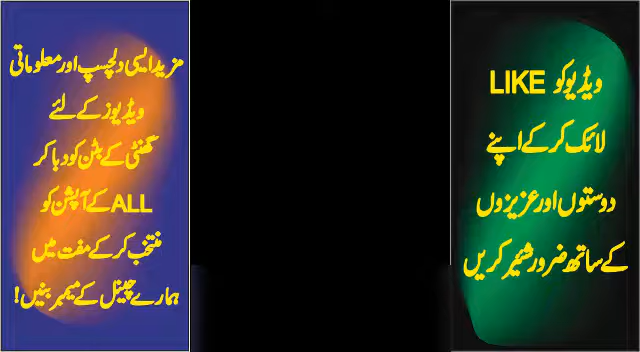 مزید ایسی دلچسپ اور معلوماتی
ویڈیوز کے لئے
گھنٹی کے بٹن کو دبا کر
ALL کے آپشن کو
منتخب کر کے مفت میں
ہمارے چینل کے ممبر بنیں!
ویڈیو کو LIKE
لائک کر کے اپنے
دوستوں اور عزیزوں
کے ساتھ ضرور شئیر کریں